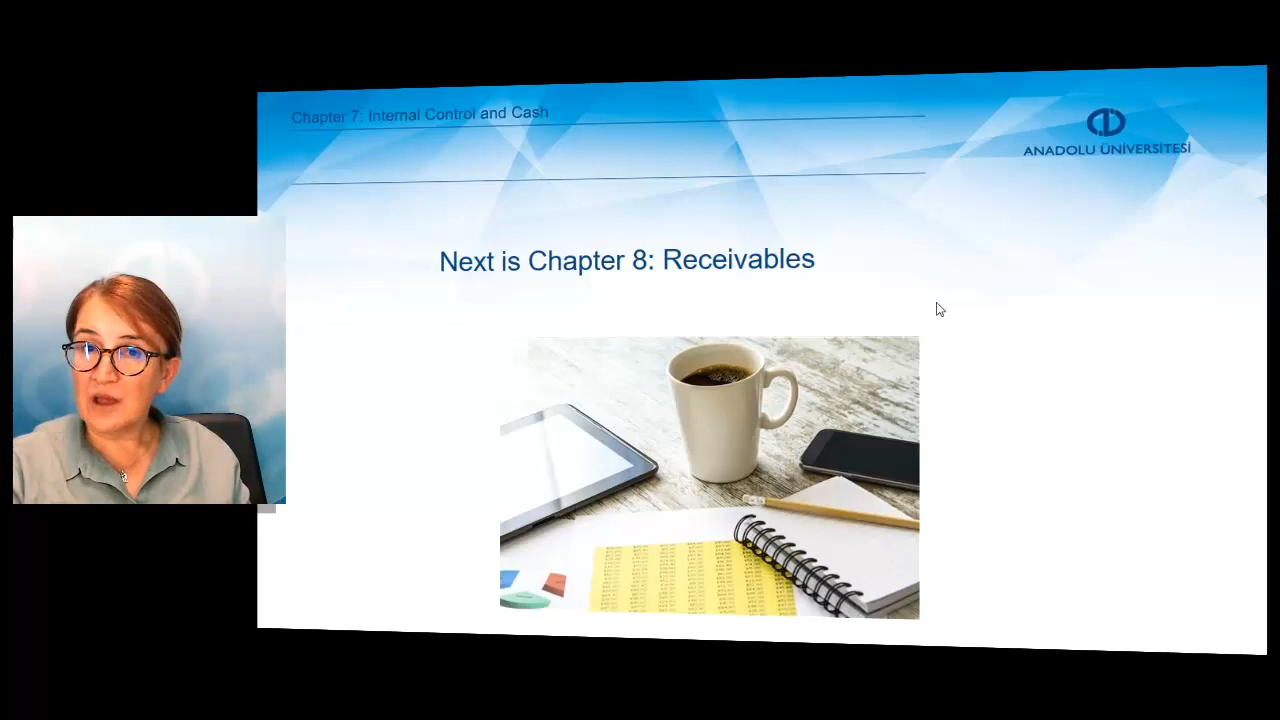 Chapter 7: Internal Control and Cash
ANADOLU ÜNİVERSİTESİ
Next is Chapter 8: Receivables